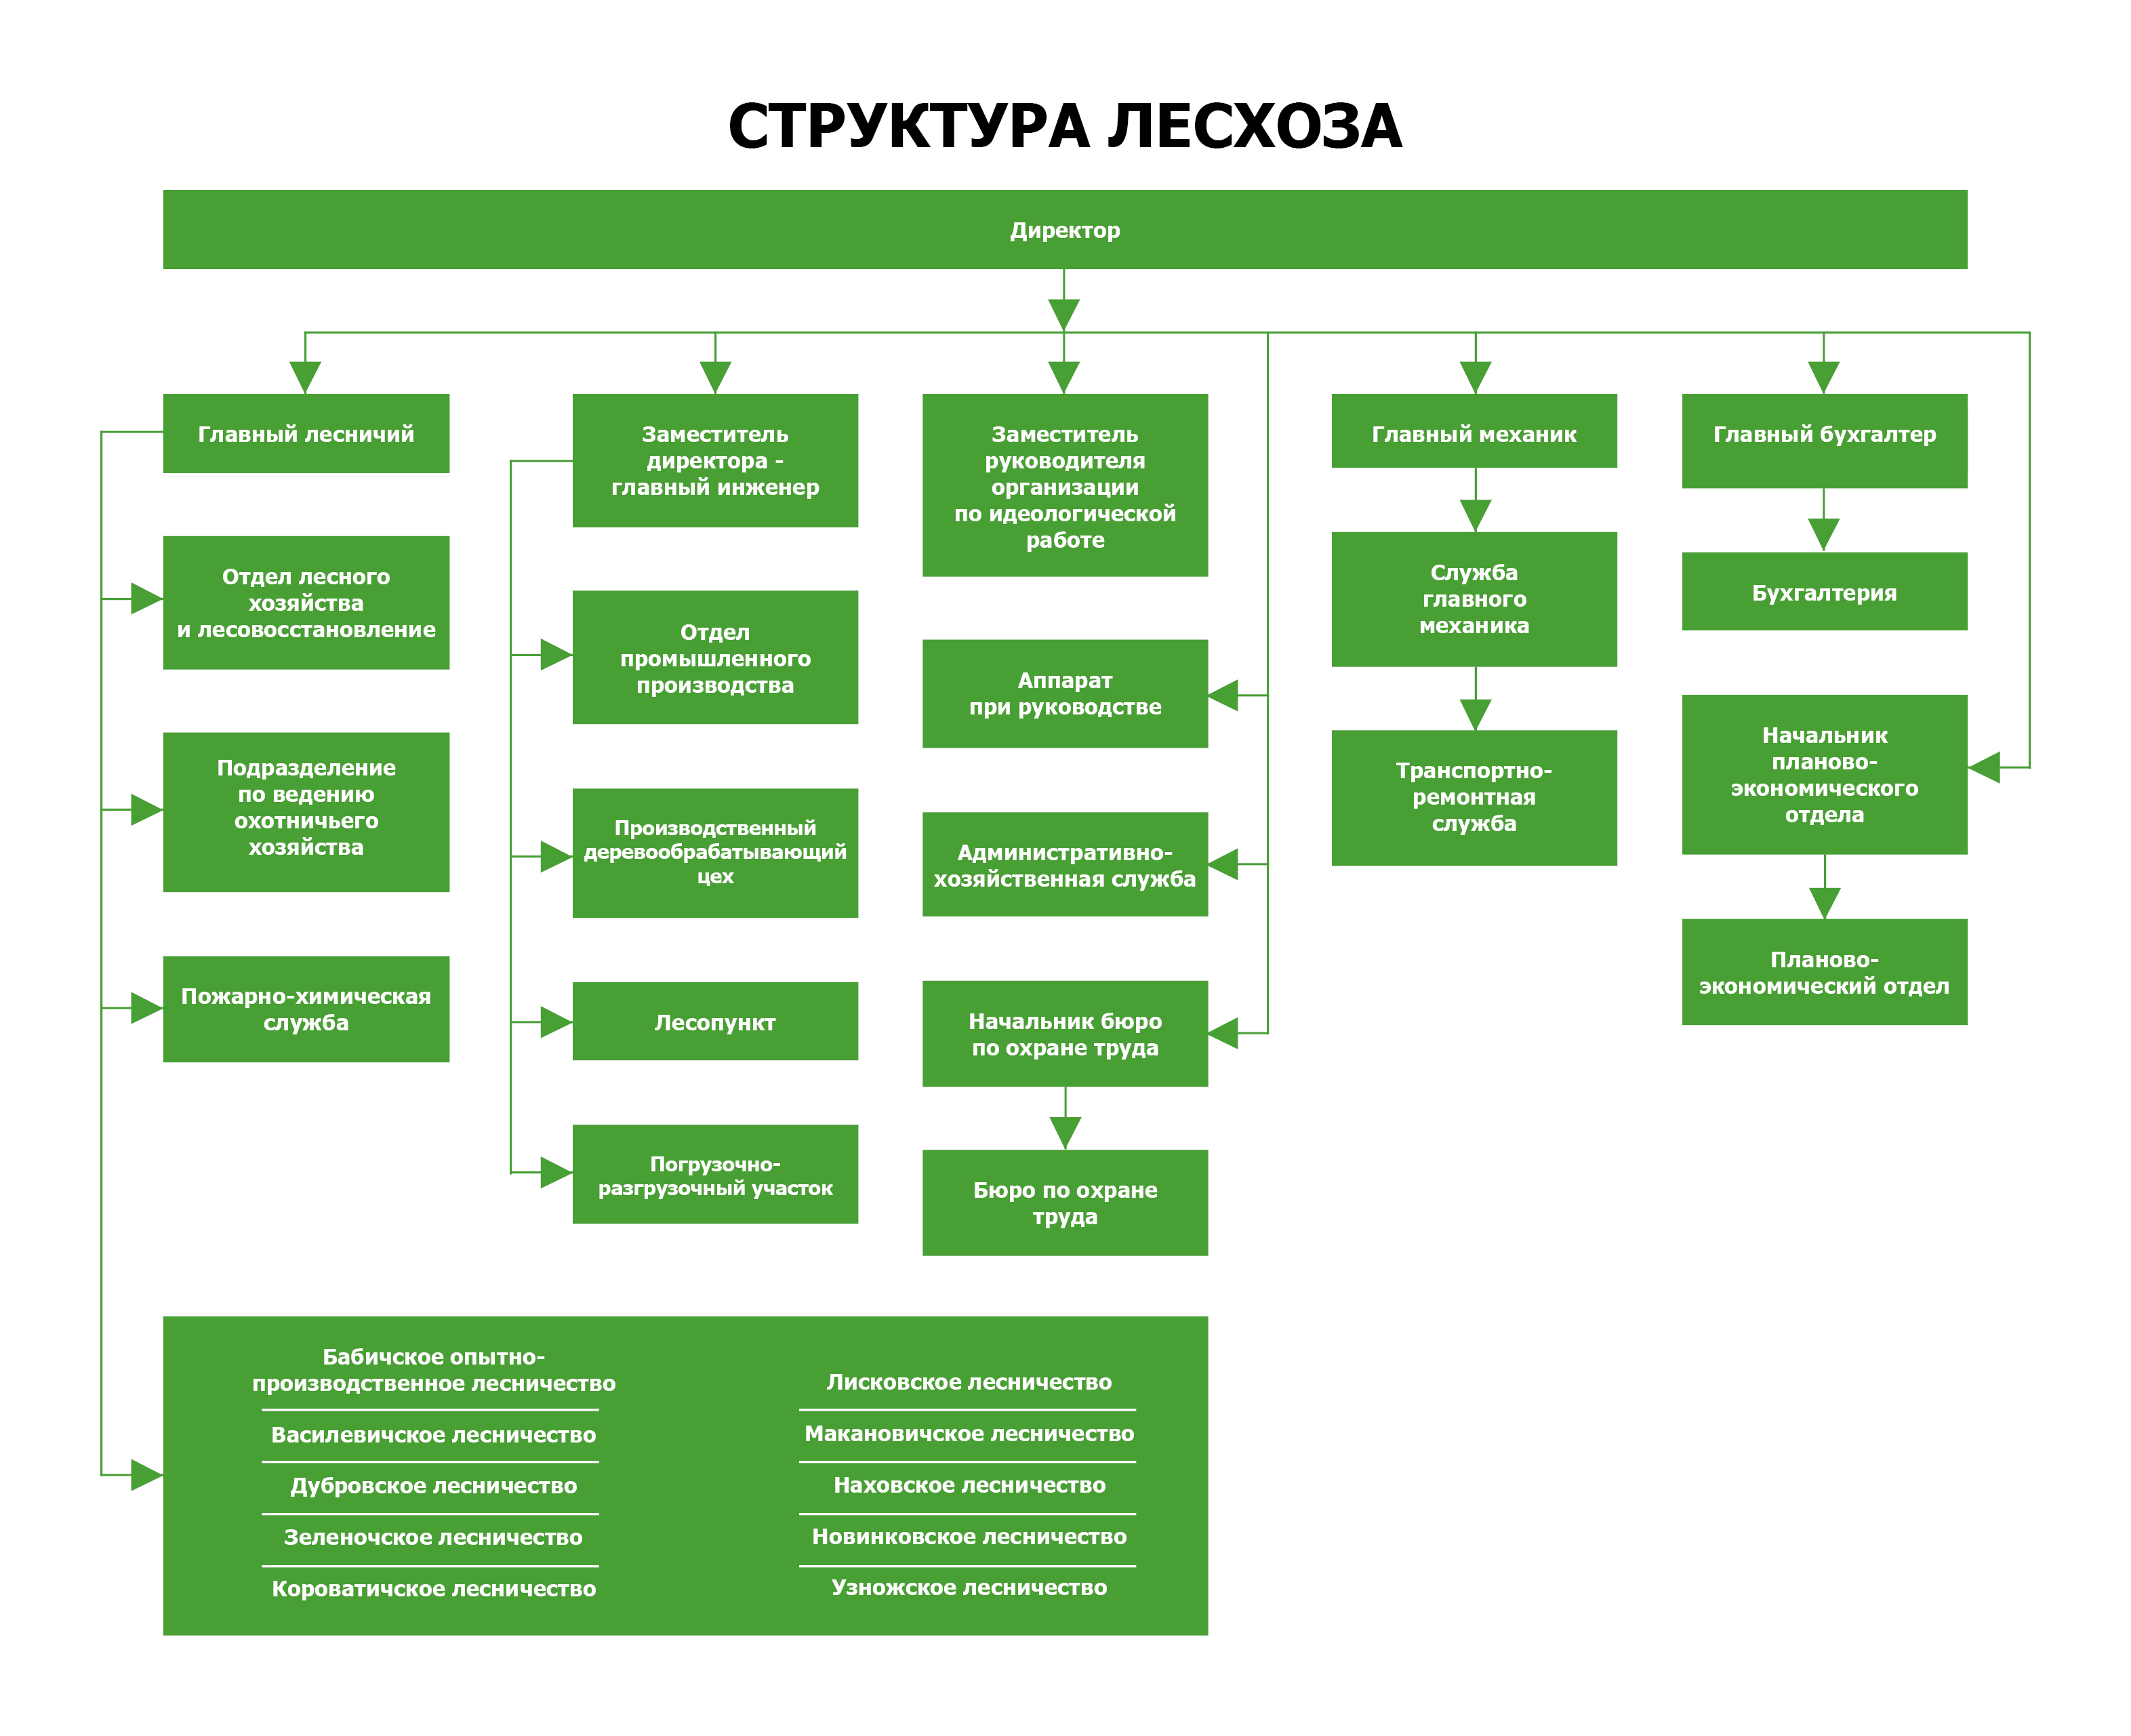 СТРУКТУРА ЛЕСХОЗА
Директор
Главный лесничий
Отдел лесного
хозяйства
и лесовосстановление
Подразделение
по ведению
охотничьего
хозяйства
Пожарно-химическая
служба
Заместитель
директора -
главный инженер
Отдел
промышленного
производства
Производственный
деревообрабатывающий
цех
Лесопункт
Погрузочно-
разгрузочный участок
Заместитель
руководителя
организации
по идеологической
работе
Аппарат
при руководстве
Административно-
хозяйственная служба
Начальник бюро
по охране труда
Бюро по охране
труда
Главный механик
Служба
главного
механика
Транспортно-
ремонтная
служба
Главный бухгалтер
Бухгалтерия
Начальник
планово-
экономического
отдела
Планово-
экономический отдел
Бабичское опытно-
производственное лесничество
Василевичское лесничество
Дубровское лесничество
Зеленочское лесничество
Короватичское лесничество
Лисковское лесничество
Макановичское лесничество
Наховское лесничество
Новинковское лесничество
Узножское лесничество